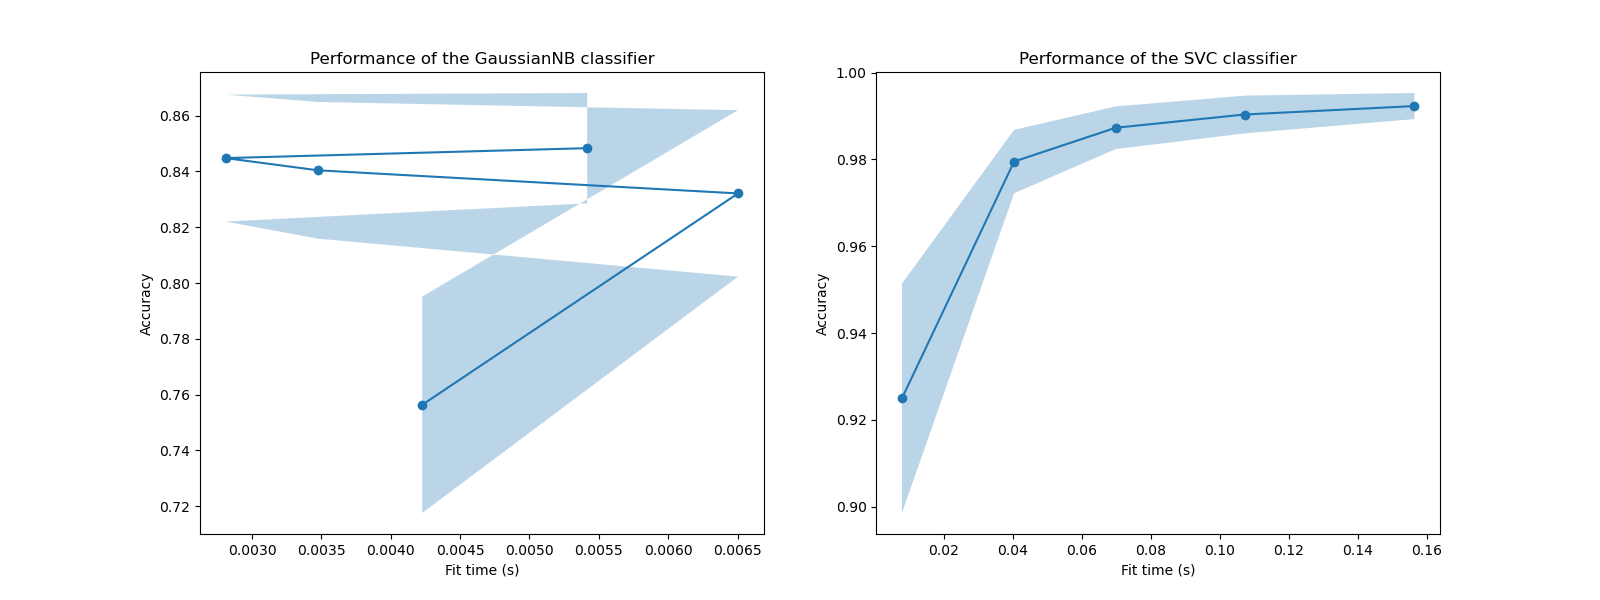 Performance of the GaussianNB classifier
0.86
0.84
0.82
0.80
0.78
0.76
0.74
0.72
Accuracy
0.0030 0.0035 0.0040 0.0045 0.0050 0.0055 0.0060 0.0065
Fit time (s)
Performance of the SVC classifier
1.00
0.98
0.96
0.94
0.92
0.90
Accuracy
0.02 0.04 0.06 0.08 0.10 0.12 0.14 0.16
Fit time (s)